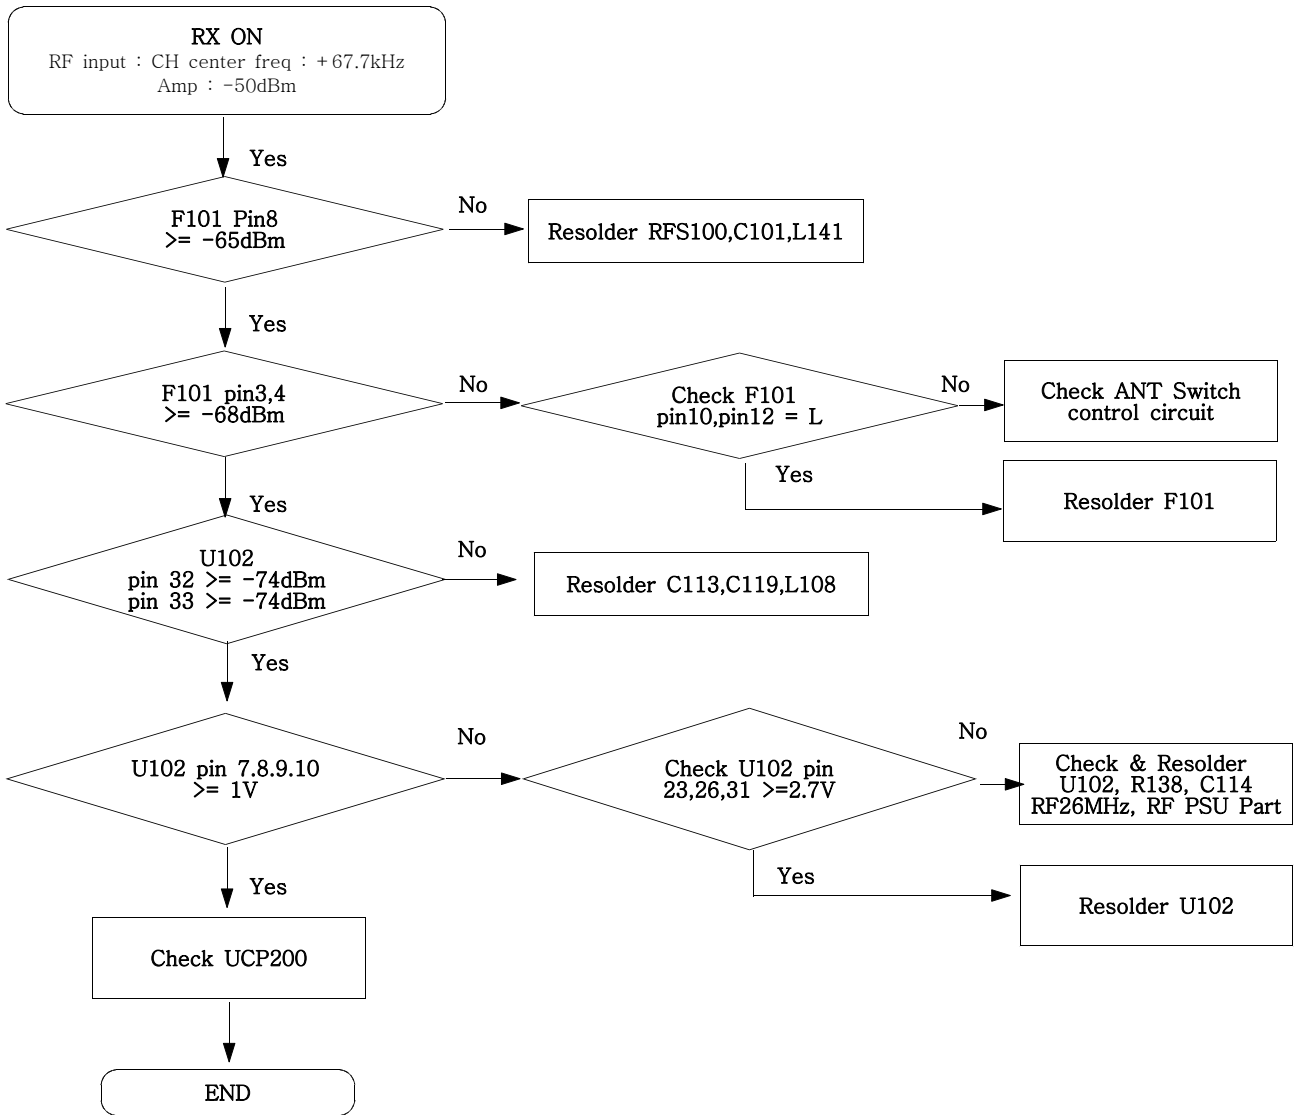 RX ON
RF input : CH center freq : +67.7kHz
Amp : -50dBm
Yes
F101 Pin8
>= -65dBm
No
Resolder RFS100,C101,L141
Yes
F101 pin3,4
>= -68dBm
No
Check F101
pin10,pin12 = L
No
Check ANT Switch
control circuit
Yes
Resolder F101
Yes
U102
pin 32 >= -74dBm
pin 33 >= -74dBm
No
Resolder C113,C119,L108
Yes
U102 pin 7.8.9.10
>= 1V
No
Check U102 pin
23,26,31 >=2.7V
No
Check & Resolder
U102, R138, C114
RF26MHz, RF PSU Part
Yes
Resolder U102
Yes
Check UCP200
END